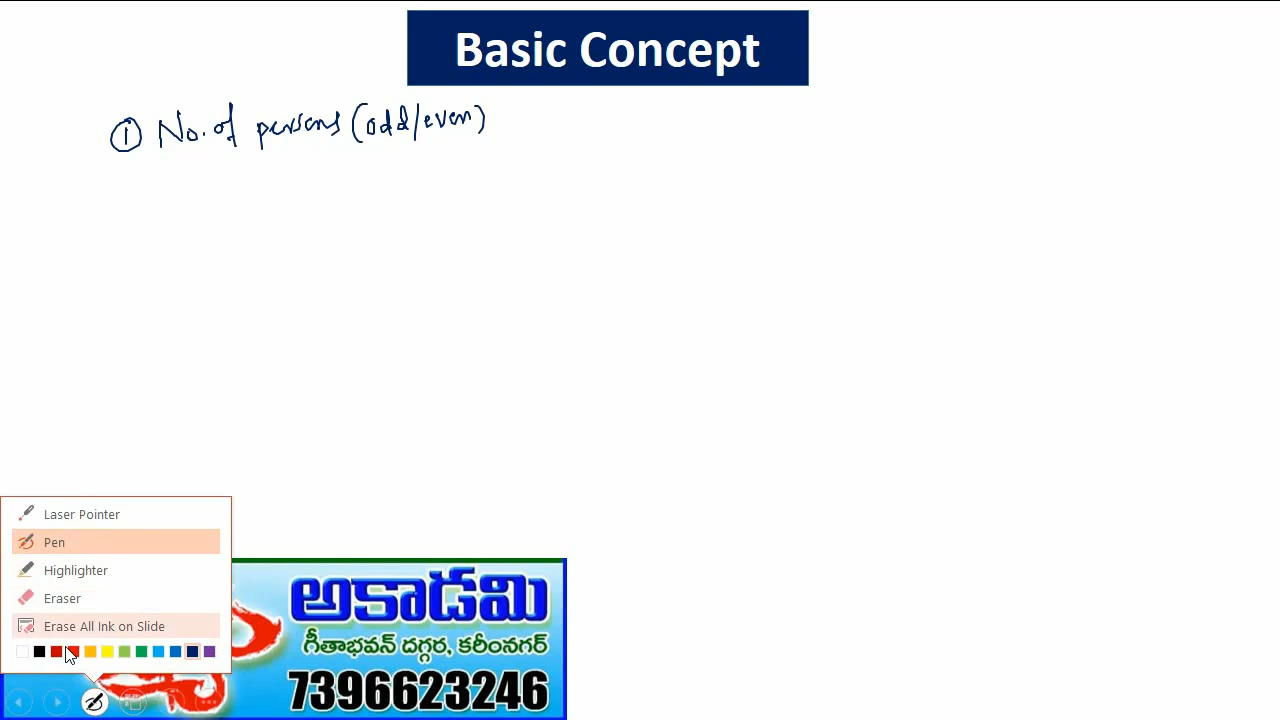 Basic Concept
① No. of persons (odd/even)
Laser Pointer
Pen
Highlighter
Eraser
Erase All Ink on Slide
అకాడమి
గీతాభవన్ దగ్గర, కరీంనగర్
7396623246